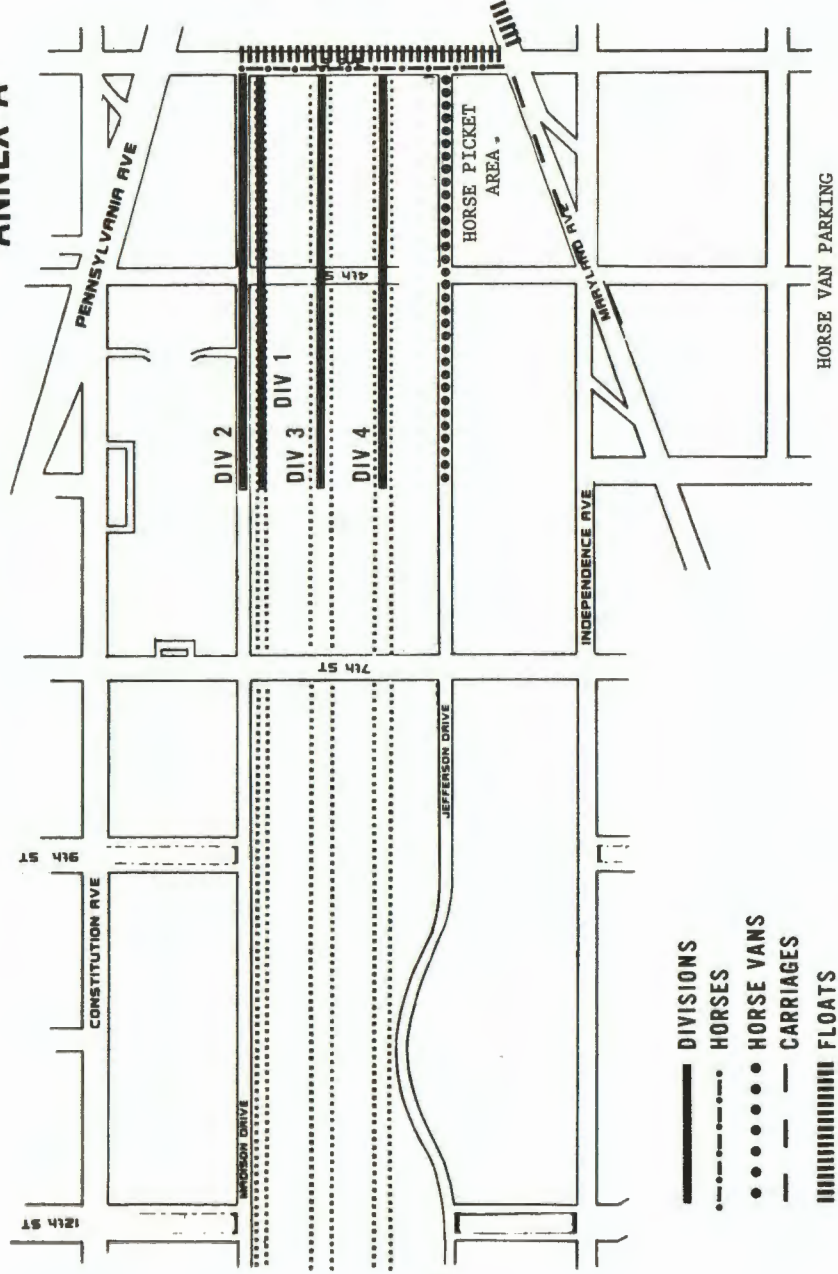 ANNEX A
PENNSYLVANIA AVE
CONSTITUTION AVE
MADISON DRIVE
JEFFERSON DRIVE
INDEPENDENCE AVE
MARYLAND AVE
12th ST
9th ST
7th ST
4th S
DIV 2
DIV 1
DIV 3
DIV 4
HORSE PICKET
AREA.
HORSE VAN PARKING
DIVISIONS
HORSES
HORSE VANS
CARRIAGES
FLOATS